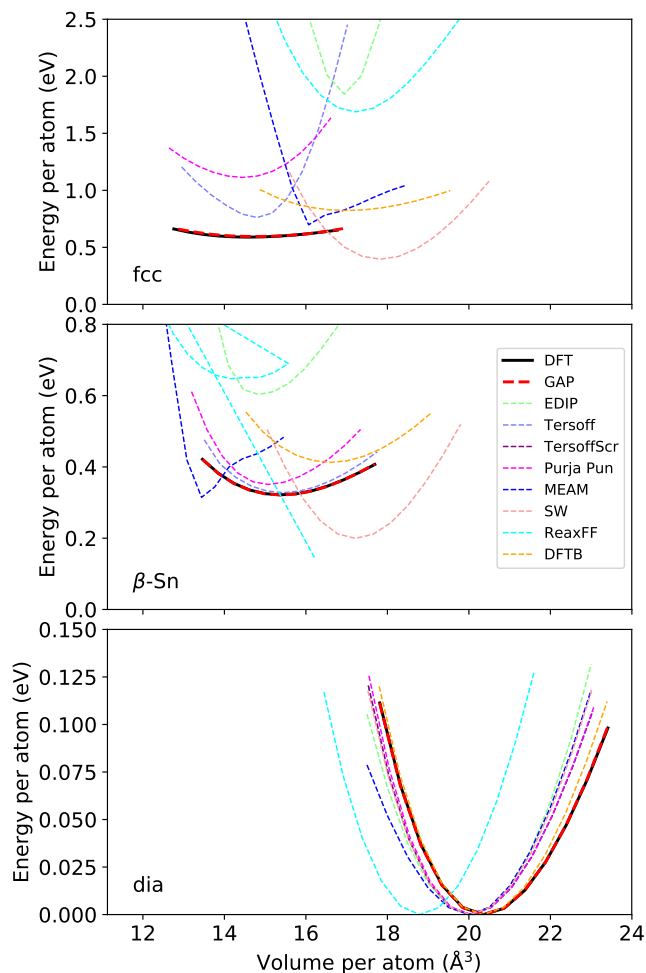 2.5
2.0
1.5
1.0
0.5
0.0
Energy per atom (eV)
fcc
0.8
0.6
0.4
0.2
0.0
Energy per atom (eV)
β-Sn
DFT
GAP
EDIP
Tersoff
TersoffScr
Purja Pun
MEAM
SW
ReaxFF
DFTB
0.150
0.125
0.100
0.075
0.050
0.025
0.000
Energy per atom (eV)
dia
12 14 16 18 20 22 24
Volume per atom (Å³)